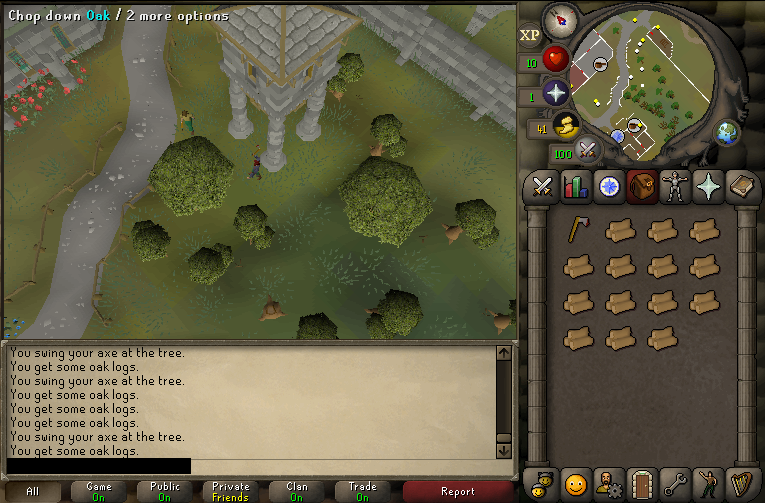 Chop down Oak / 2 more options
XP
10
1
41
100
You swing your axe at the tree.
You get some oak logs.
You swing your axe at the tree.
You get some oak logs.
You get some oak logs.
You get some oak logs.
You swing your axe at the tree.
You get some oak logs.
All
Game
On
Public
On
Private
Friends
Clan
On
Trade
On
Report